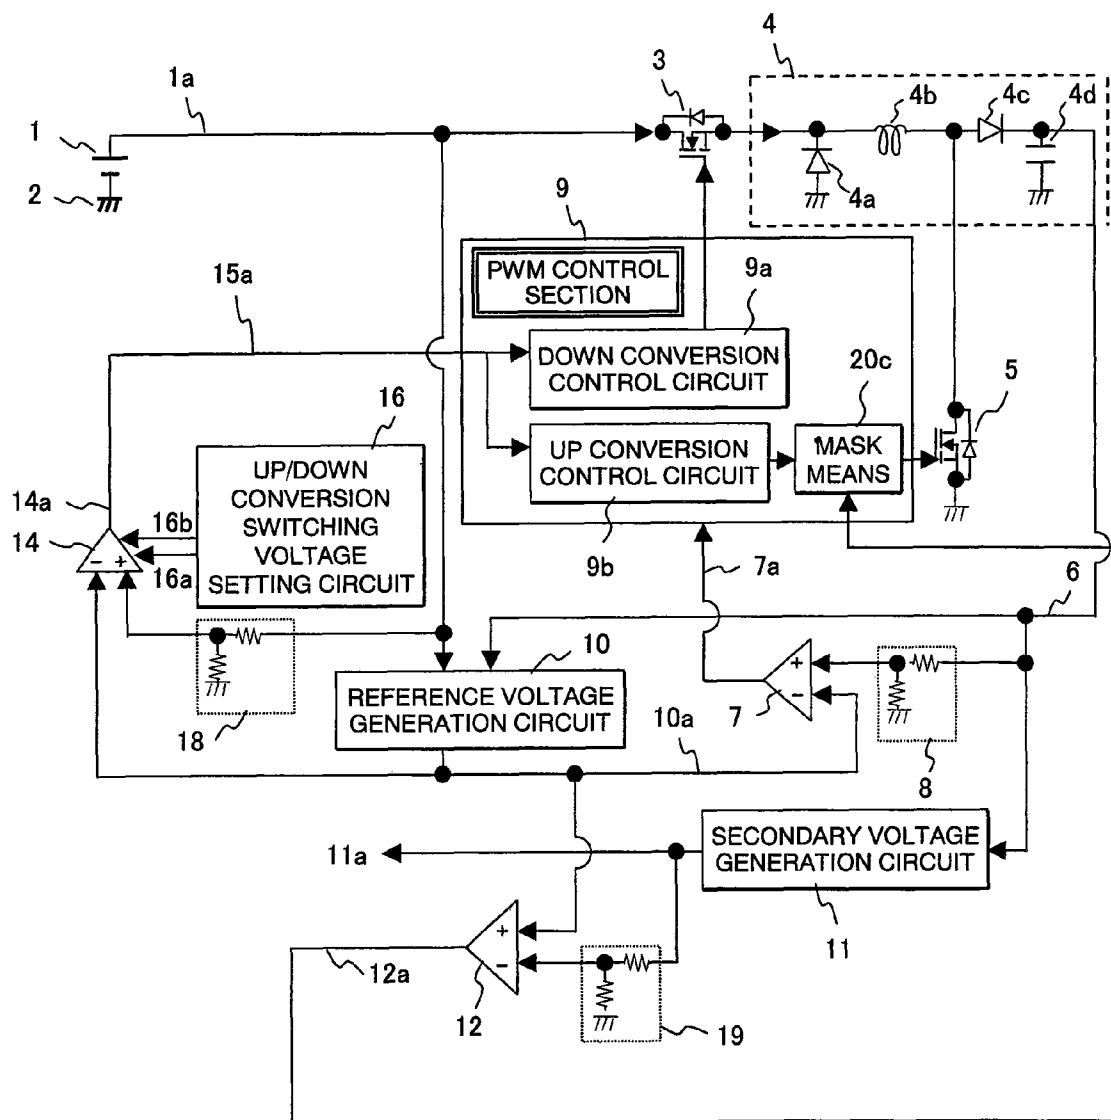 4
3
1a
4b
4c
4d
1
2
4a
9
PWM CONTROL
SECTION
9a
15a
DOWN CONVERSION
CONTROL CIRCUIT
20c
5
16
UP CONVERSION
CONTROL CIRCUIT
MASK
MEANS
UP/DOWN
CONVERSION
SWITCHING
VOLTAGE
SETTING CIRCUIT
14a
16b
14
- +
16a
9b
7a
6
10
+
-
7
REFERENCE VOLTAGE
GENERATION CIRCUIT
18
10a
8
SECONDARY VOLTAGE
GENERATION CIRCUIT
11a
11
+
-
12a
12
19